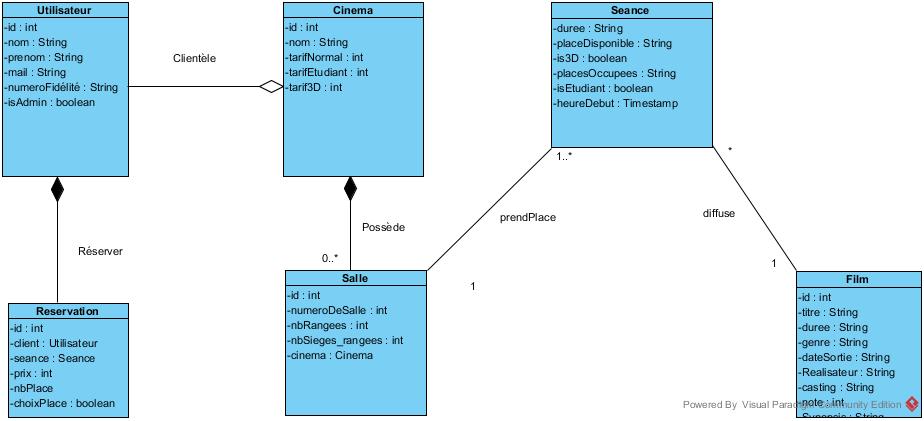 Utilisateur
-id : int
-nom : String
-prenom : String
-mail : String
-numeroFidélité : String
-isAdmin : boolean
Clientèle
Cinema
-id : int
-nom : String
-tarifNormal : int
-tarifEtudiant : int
-tarif3D : int
Seance
-duree : String
-placeDisponible : String
-is3D : boolean
-placesOccupees : String
-isEtudiant : boolean
-heureDebut : Timestamp
1..*
*
prendPlace
diffuse
Réserver
Possède
0..*
1
1
Reservation
-id : int
-client : Utilisateur
-seance : Seance
-prix : int
-nbPlace
-choixPlace : boolean
Salle
-id : int
-numeroDeSalle : int
-nbRangees : int
-nbSieges_rangees : int
-cinema : Cinema
Film
-id : int
-titre : String
-duree : String
-genre : String
-dateSortie : String
-Realisateur : String
-casting : String
-note : int
-Synopsis : String
Powered By Visual Paradigm Community Edition